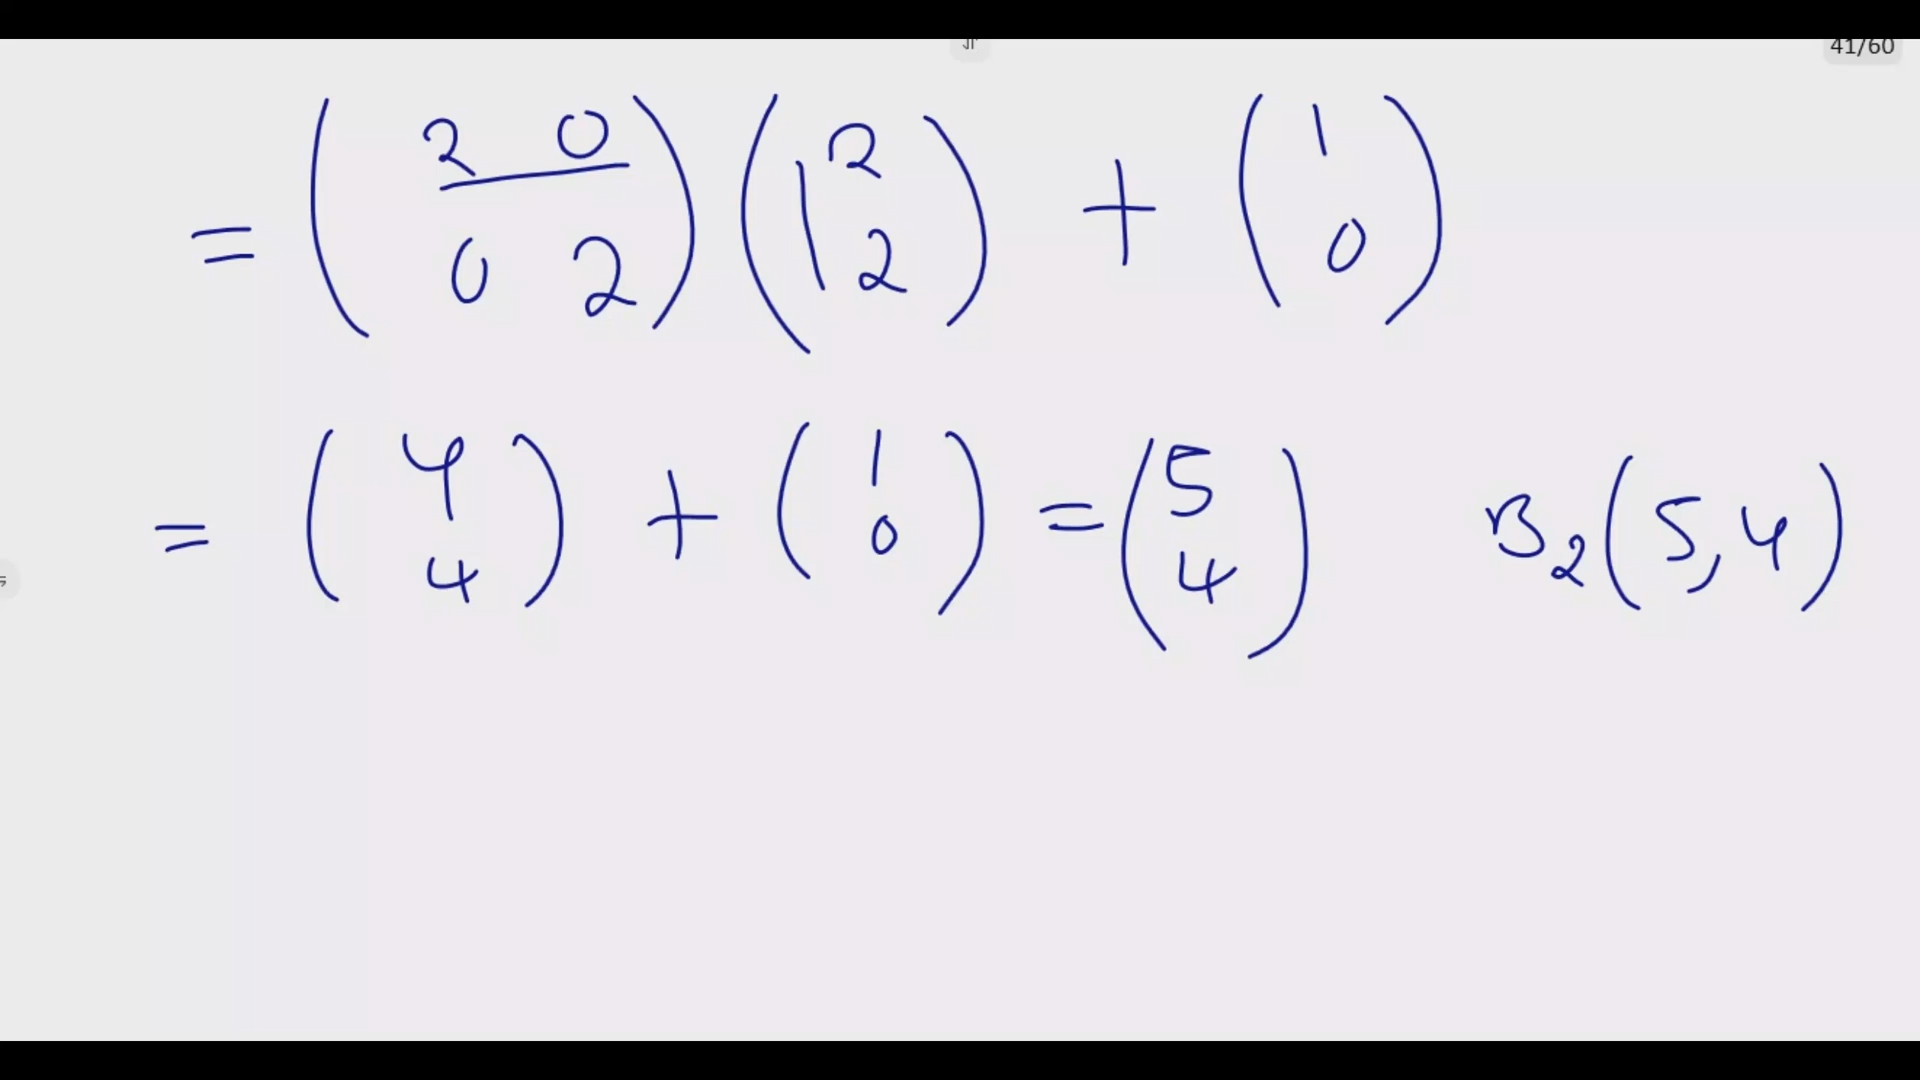 41/60
= ( 2 0 ) ( 2 ) + ( 1 )
( 0 2 ) ( 2 ) ( 0 )
= ( 4 ) + ( 1 ) = ( 5 ) B₂(5,4)
( 4 ) ( 0 ) ( 4 )